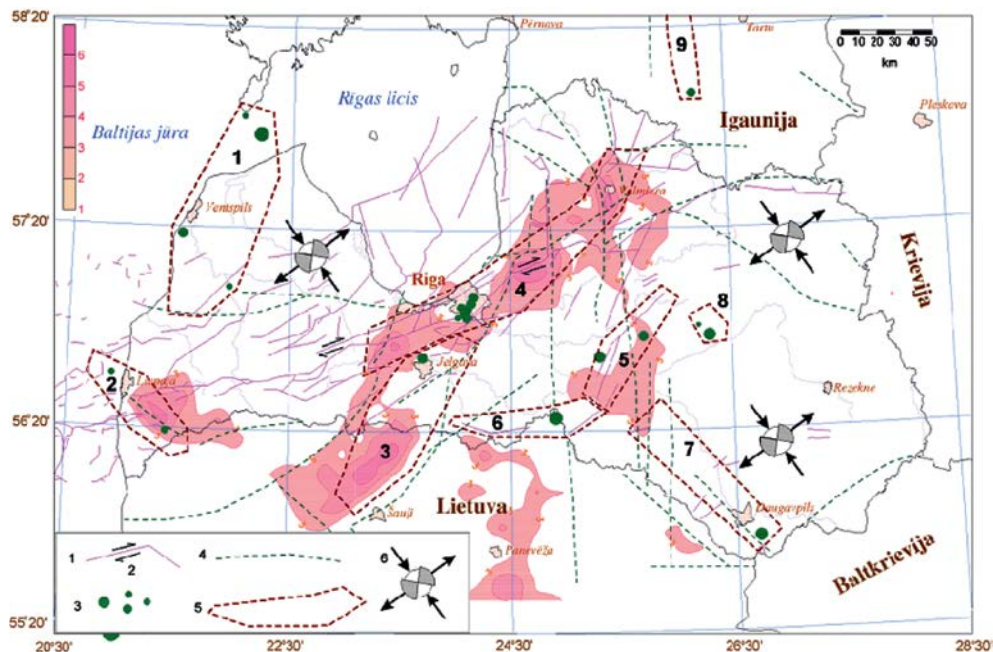 58°20'
Pērnava
Tartu
6
5
4
3
2
1
9
0 10 20 30 40 50
km
Rīgas līcis
Baltijas jūra
Igaunija
Pleskava
1
Ventspils
Valmiera
57°20'
Krievija
Rīga
4
8
5
Jelgava
2
Liepāja
Rezekne
56°20'
6
3
7
Lietuva
Šauļi
Daugavpils
Panevēža
Baltkrievija
1
2
4
6
3
5
55°20'
20°30'
22°30'
24°30'
26°30'
28°30'